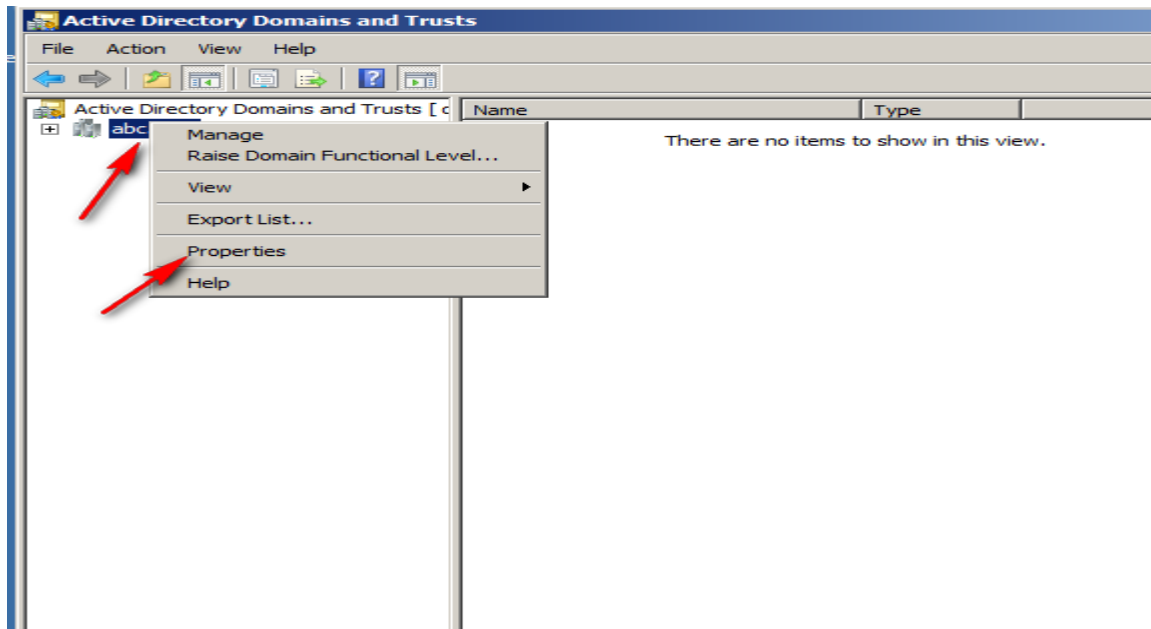 Active Directory Domains and Trusts
File Action View Help
Active Directory Domains and Trusts [
Name Type
abc
Manage
Raise Domain Functional Level...
View
Export List...
Properties
Help
There are no items to show in this view.